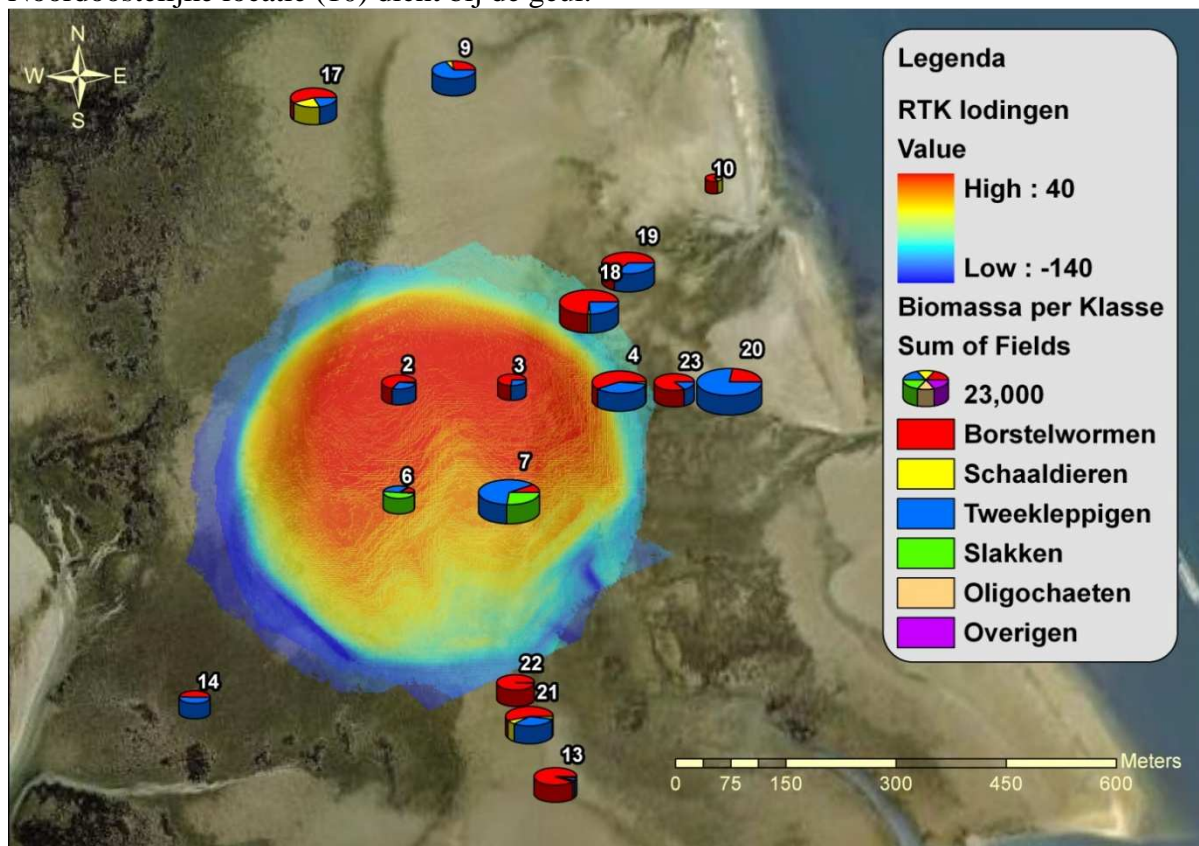 Noordoostelijke locatie (10) dicht bij de geul.
N
W E
S
17
9
10
19
18
2
3
4
23
20
6
7
14
22
21
13
Legenda
RTK lodingen
Value
High : 40
Low : -140
Biomassa per Klasse
Sum of Fields
23,000
Borstelwormen
Schaaldieren
Tweekleppigen
Slakken
Oligochaeten
Overigen
Meters
0 75 150 300 450 600